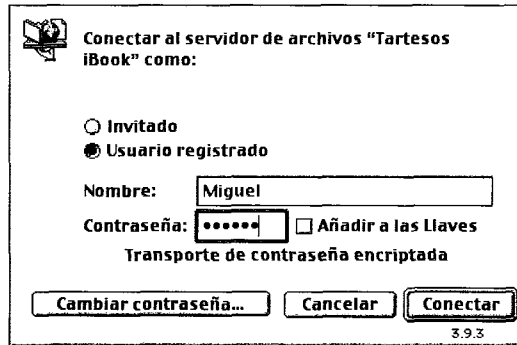 Conectar al servidor de archivos “Tartesos
iBook” como:
Invitado
Usuario registrado
Nombre: Miguel
Contraseña: •••••• Añadir a las Llaves
Transporte de contraseña encriptada
Cambiar contraseña... Cancelar Conectar
3.9.3